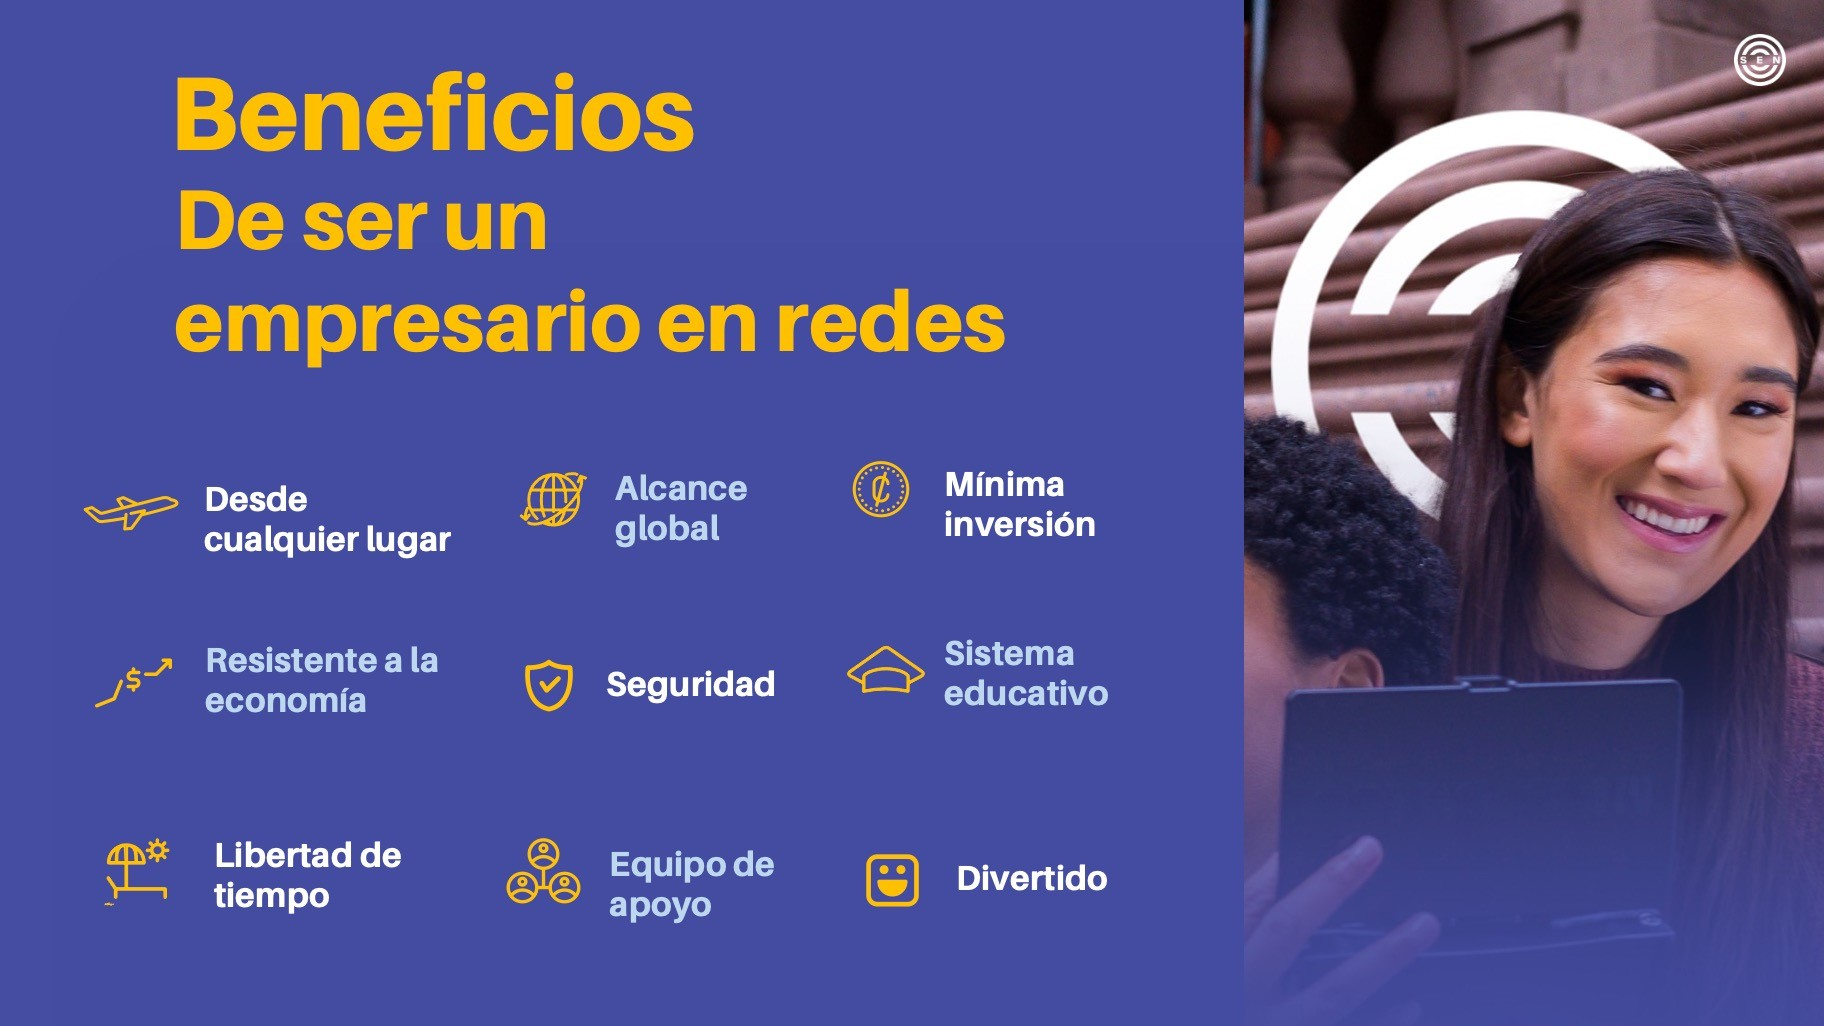 Beneficios
De ser un
empresario en redes
SEN
Desde
cualquier lugar
Alcance
global
Mínima
inversión
Resistente a la
economía
Seguridad
Sistema
educativo
Libertad de
tiempo
Equipo de
apoyo
Divertido